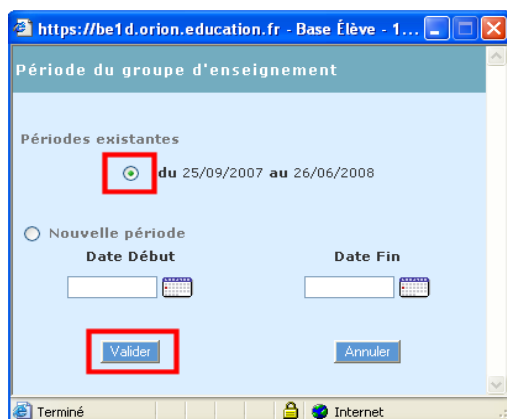 https://be1d.orion.education.fr - Base Élève - 1...
Période du groupe d'enseignement
Périodes existantes
du 25/09/2007 au 26/06/2008
Nouvelle période
Date Début Date Fin
Valider Annuler
Terminé Internet